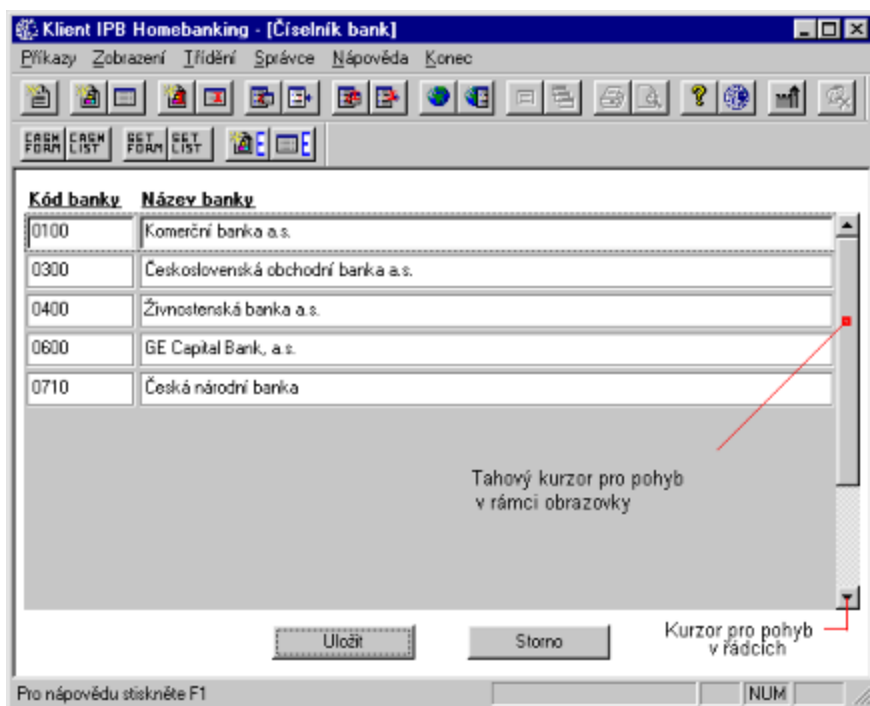 Klient IPB Homebanking - [Číselník bank]
Příkazy Zobrazení Třídění Správce Nápověda Konec
CASH FORM CASH LIST SET FORM SET LIST
Kód banky Název banky
0100 Komerční banka a.s.
0300 Československá obchodní banka a.s.
0400 Živnostenská banka a.s.
0600 GE Capital Bank, a.s.
0710 Česká národní banka
Tahový kurzor pro pohyb
v rámci obrazovky
Uložit Storno
Kurzor pro pohyb
v řádcích
Pro nápovědu stiskněte F1 NUM